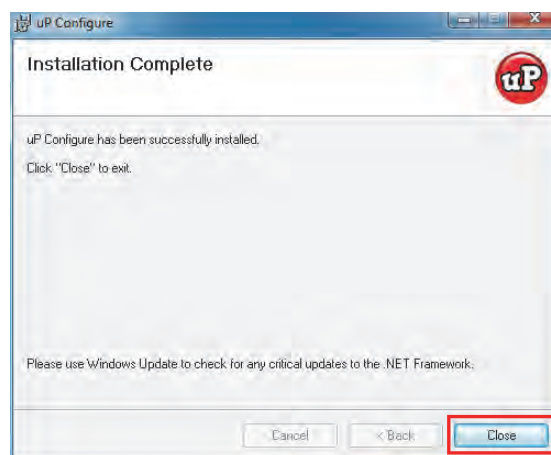 uP Configure
Installation Complete
uP
uP Configure has been successfully installed.
Click "Close" to exit.
Please use Windows Update to check for any critical updates to the .NET Framework.
Cancel
< Back
Close